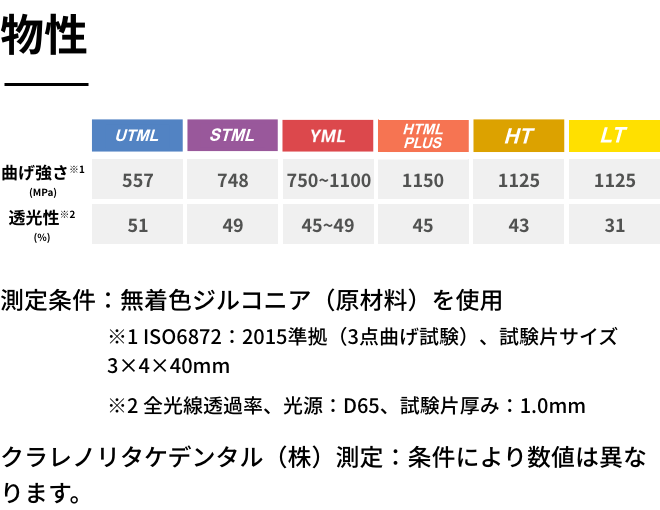 物性
UTML STML YML HTML PLUS HT LT
曲げ強さ※1 (MPa) 557 748 750~1100 1150 1125 1125
透光性※2 (%) 51 49 45~49 45 43 31
測定条件：無着色ジルコニア（原材料）を使用
※1 ISO6872：2015準拠（3点曲げ試験）、試験片サイズ
3×4×40mm
※2 全光線透過率、光源：D65、試験片厚み：1.0mm
クラレノリタケデンタル（株）測定：条件により数値は異な
ります。